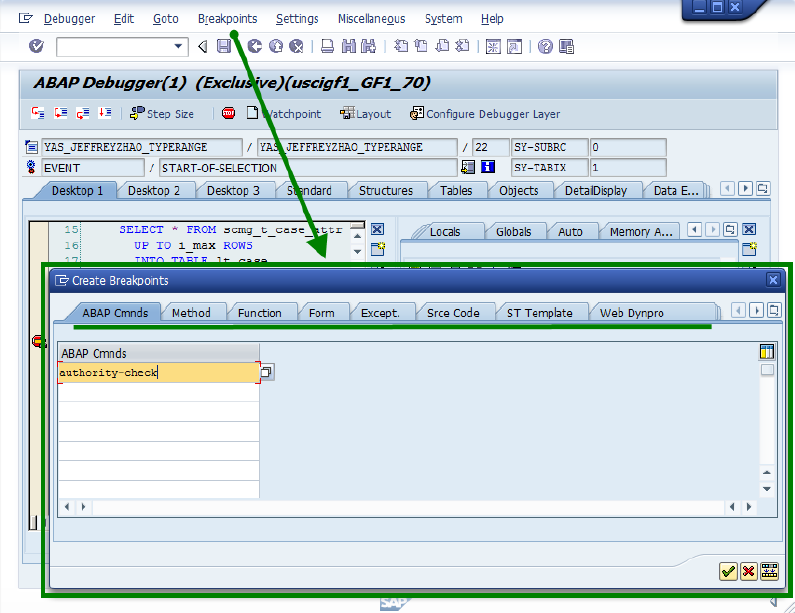 Debugger Edit Goto Breakpoints Settings Miscellaneous System Help
ABAP Debugger(1) (Exclusive)(uscigf1_GF1_70)
Step Size Watchpoint Layout Configure Debugger Layer
YAS_JEFFREYZHAO_TYPERANGE / YAS_JEFFREYZHAO_TYPERANGE / 22 SY-SUBRC 0
EVENT / START-OF-SELECTION SY-TABIX 1
Desktop 1 Desktop 2 Desktop 3 Standard Structures Tables Objects DetailDisplay Data E...
Locals Globals Auto Memory A...
15 SELECT * FROM scmg_t_case_attr
16 UP TO i_max ROWS
17 INTO TABLE lt_case
Create Breakpoints
ABAP Cmnds Method Function Form Except. Srce Code ST Template Web Dynpro
ABAP Cmnds
authority-check
SAP